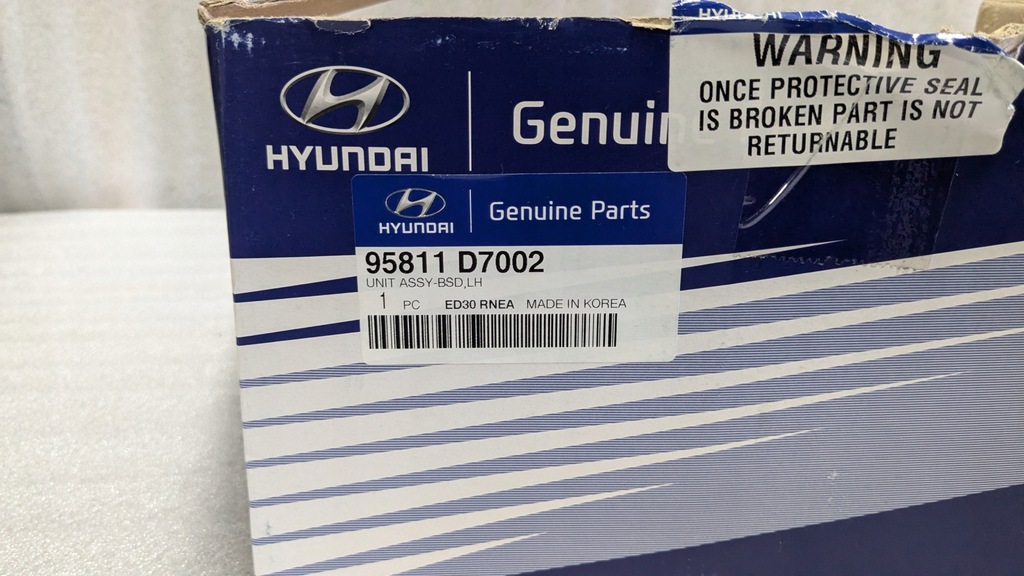 HYUNDAI
WARNING
ONCE PROTECTIVE SEAL
IS BROKEN PART IS NOT
RETURNABLE
HYUNDAI
Genuin
HYUNDAI
Genuine Parts
95811 D7002
UNIT ASSY-BSD,LH
1 PC ED30 RNEA MADE IN KOREA